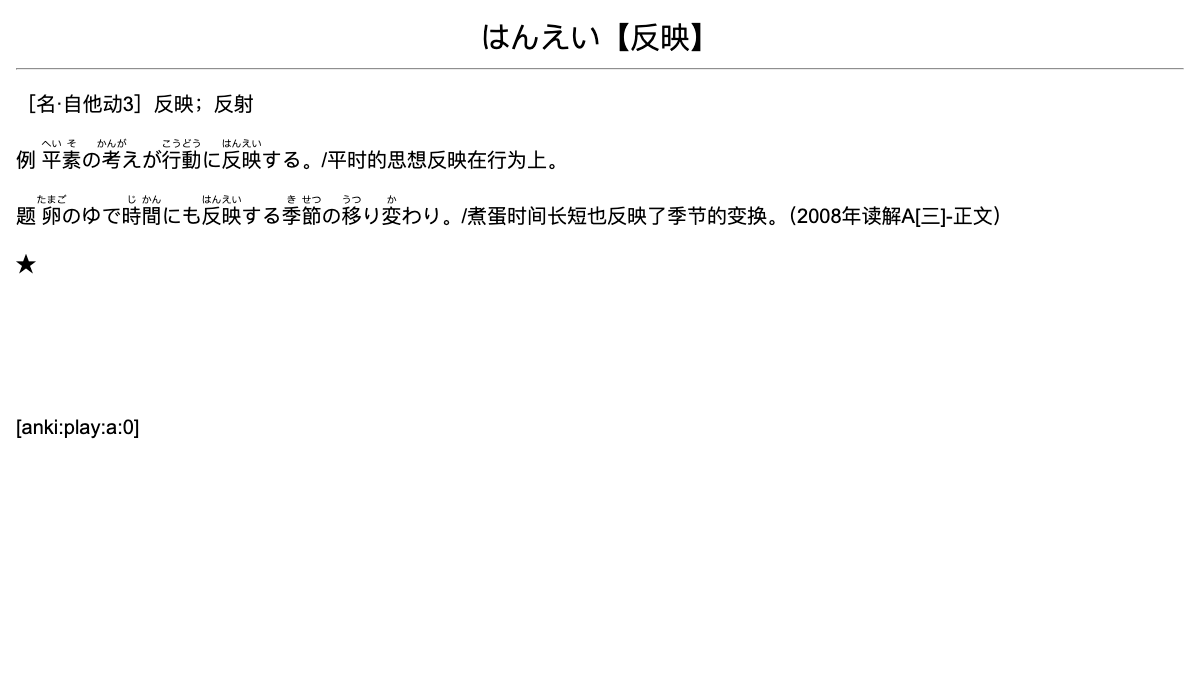 はんえい【反映】
［名·自他动3］反映；反射
へい そ かんが こうどう はんえい
例 平素の考えが行動に反映する。/平时的思想反映在行为上。
たまご じ かん はんえい き せつ うつ か
题 卵のゆで時間にも反映する季節の移り変わり。/煮蛋时间长短也反映了季节的变换。（2008年读解A[三]-正文）
★
[anki:play:a:0]